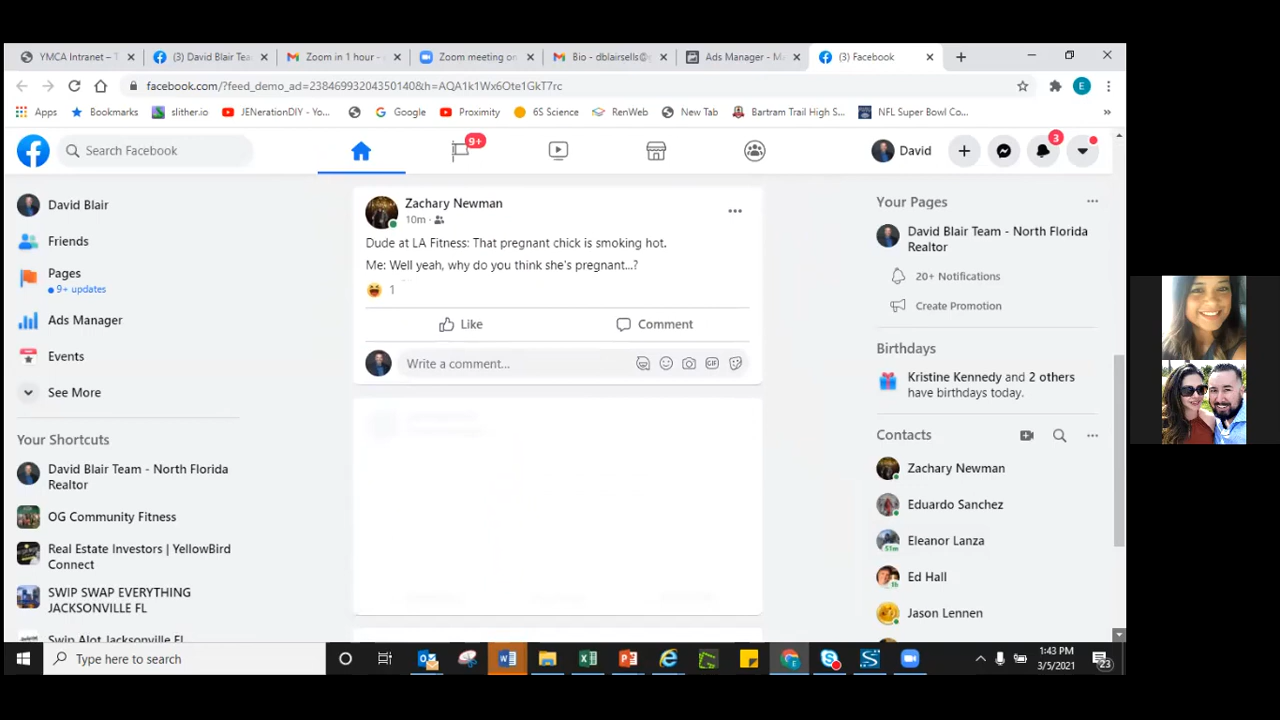 YMCA Intranet – T
(3) David Blair Tea
Zoom in 1 hour -
Zoom meeting on
Bio - dblairsells@
Ads Manager - M
(3) Facebook
facebook.com/?feed_demo_ad=23846993204350140&h=AQA1k1Wx6Ote1GkT7rc
E
Apps
Bookmarks
slither.io
JENerationDIY - Yo...
Google
Proximity
6S Science
RenWeb
New Tab
Bartram Trail High S...
NFL Super Bowl Co...
»
Search Facebook
9+
David
3
David Blair
Friends
Pages
9+ updates
Ads Manager
Events
See More
Your Shortcuts
David Blair Team - North Florida
Realtor
OG Community Fitness
Real Estate Investors | YellowBird
Connect
SWIP SWAP EVERYTHING
JACKSONVILLE FL
Swip Alot Jacksonville FL
Zachary Newman
10m ·
Dude at LA Fitness: That pregnant chick is smoking hot.
Me: Well yeah, why do you think she's pregnant...?
1
Like
Comment
Write a comment...
GIF
Your Pages
David Blair Team - North Florida
Realtor
20+ Notifications
Create Promotion
Birthdays
Kristine Kennedy and 2 others
have birthdays today.
Contacts
Zachary Newman
Eduardo Sanchez
51m
Eleanor Lanza
Ed Hall
Jason Lennen
Type here to search
1:43 PM
3/5/2021
23